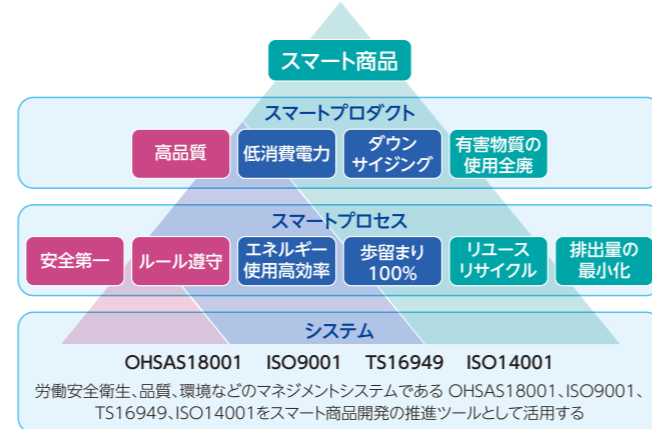 スマート商品
スマートプロダクト
高品質
低消費電力
ダウン
サイジング
有害物質の
使用全廃
スマートプロセス
安全第一
ルール遵守
エネルギー
使用高効率
歩留まり
100%
リユース
リサイクル
排出量の
最小化
システム
OHSAS18001 ISO9001 TS16949 ISO14001
労働安全衛生、品質、環境などのマネジメントシステムである OHSAS18001、ISO9001、
TS16949、ISO14001をスマート商品開発の推進ツールとして活用する